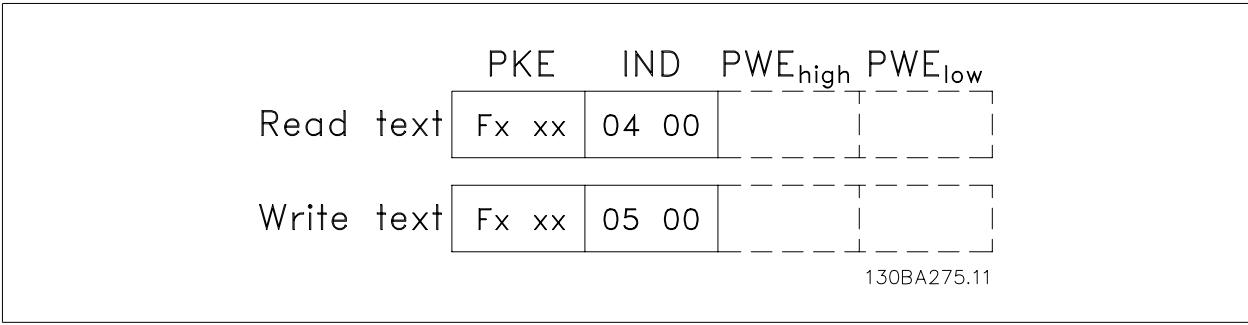 PKE IND PWEhigh PWElow
Read text Fx xx 04 00
Write text Fx xx 05 00
130BA275.11